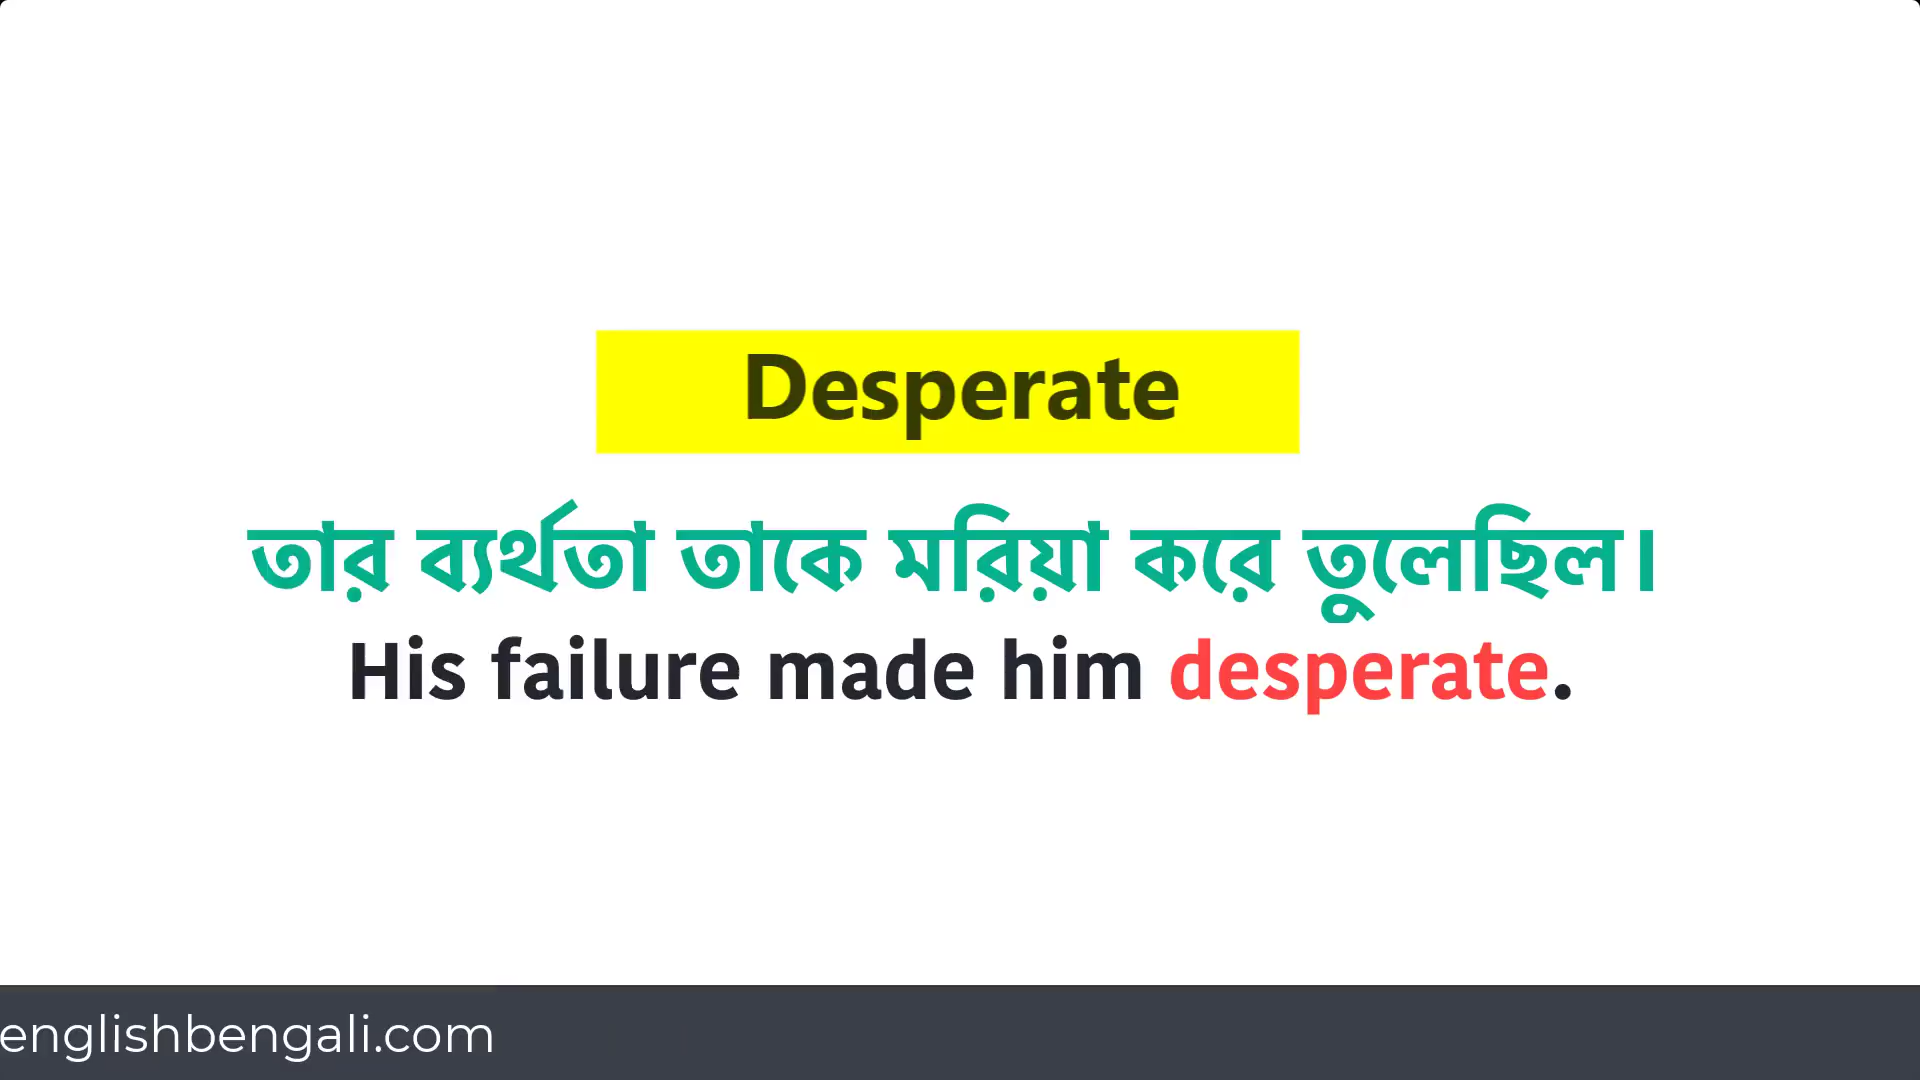 Desperate
তার ব্যর্থতা তাকে মরিয়া করে তুলেছিল।
His failure made him desperate.
englishbengali.com